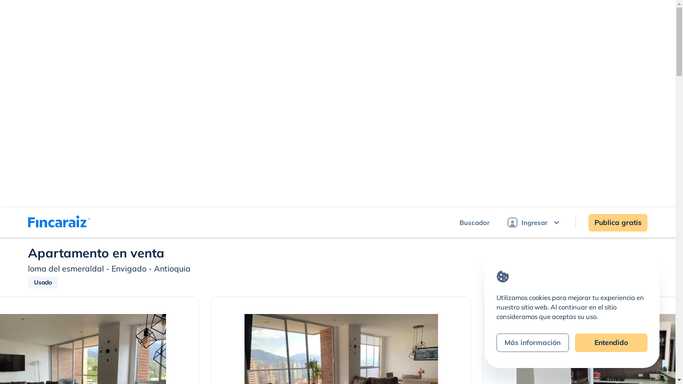 Fincaraiz
Buscador
Ingresar
Publica gratis
Apartamento en venta
loma del esmeraldal - Envigado - Antioquia
Usado
Utilizamos cookies para mejorar tu experiencia en
nuestro sitio web. Al continuar en el sitio
consideramos que aceptas su uso.
Más información
Entendido